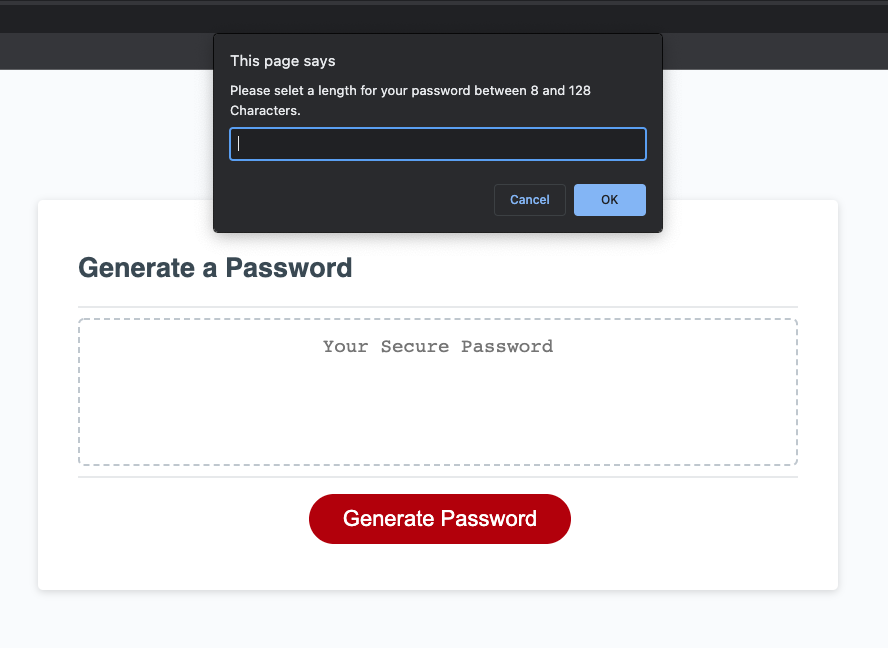 This page says
Please selet a length for your password between 8 and 128
Characters.
Cancel
OK
Generate a Password
Your Secure Password
Generate Password